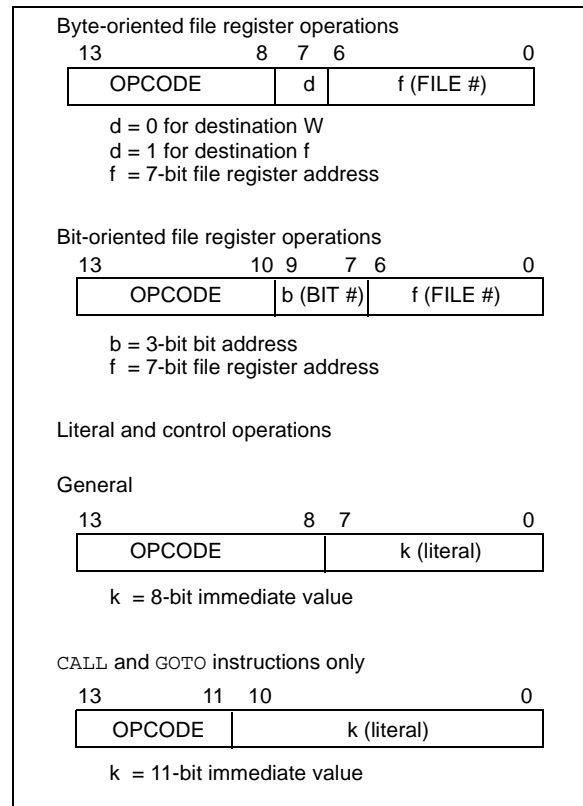 Byte-oriented file register operations
13 8 7 6 0
OPCODE d f (FILE #)
d = 0 for destination W
d = 1 for destination f
f = 7-bit file register address
Bit-oriented file register operations
13 10 9 7 6 0
OPCODE b (BIT #) f (FILE #)
b = 3-bit bit address
f = 7-bit file register address
Literal and control operations
General
13 8 7 0
OPCODE k (literal)
k = 8-bit immediate value
CALL and GOTO instructions only
13 11 10 0
OPCODE k (literal)
k = 11-bit immediate value